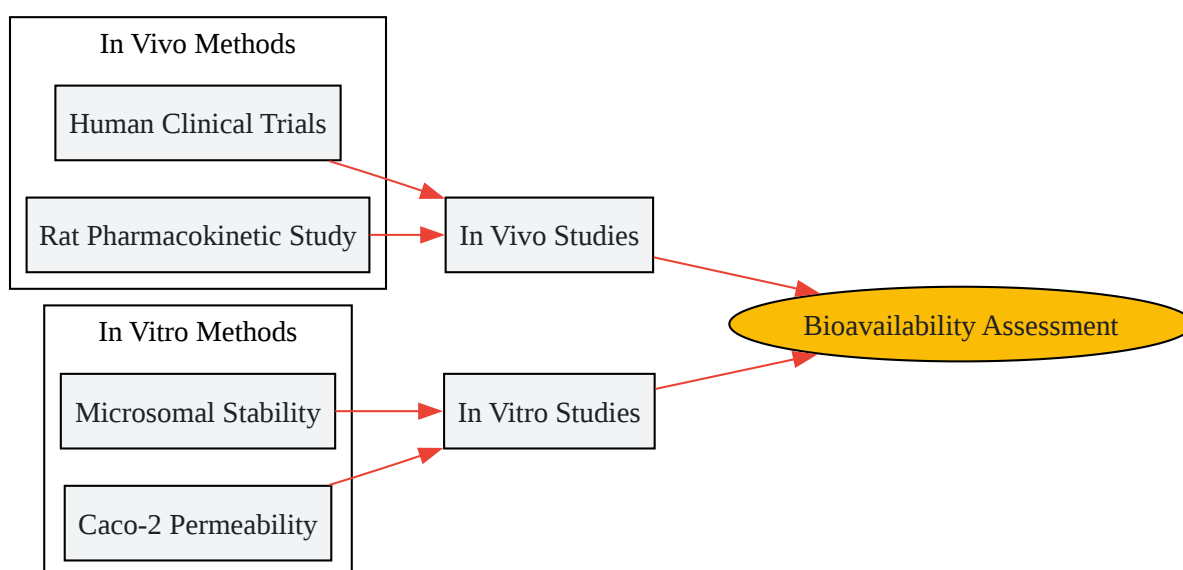 In Vivo Methods
Human Clinical Trials
Rat Pharmacokinetic Study
In Vivo Studies
Bioavailability Assessment
In Vitro Methods
Microsomal Stability
In Vitro Studies
Caco-2 Permeability